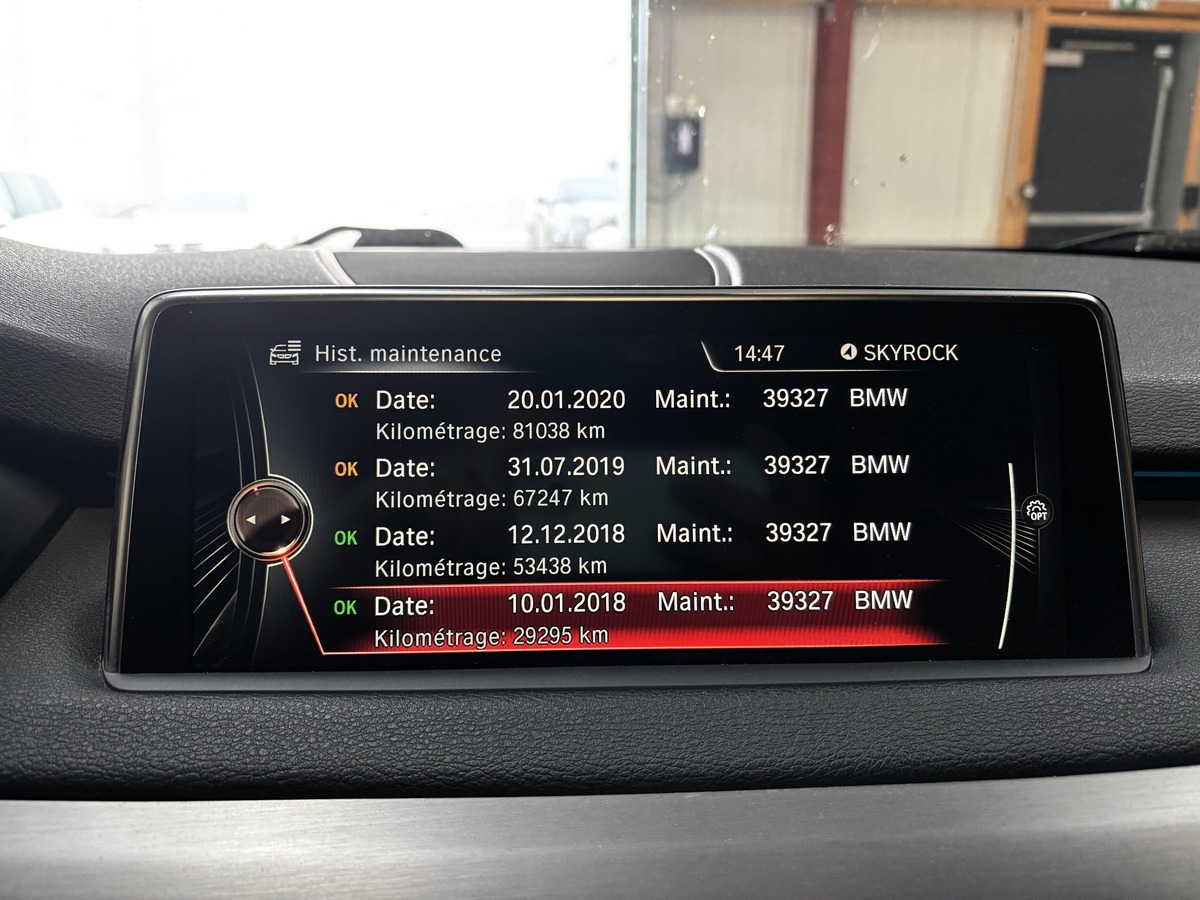 Hist. maintenance 14:47 SKYROCK
OK Date: 20.01.2020 Maint.: 39327 BMW
Kilométrage: 81038 km
OK Date: 31.07.2019 Maint.: 39327 BMW
Kilométrage: 67247 km
OK Date: 12.12.2018 Maint.: 39327 BMW
Kilométrage: 53438 km
OK Date: 10.01.2018 Maint.: 39327 BMW
Kilométrage: 29295 km
OPT